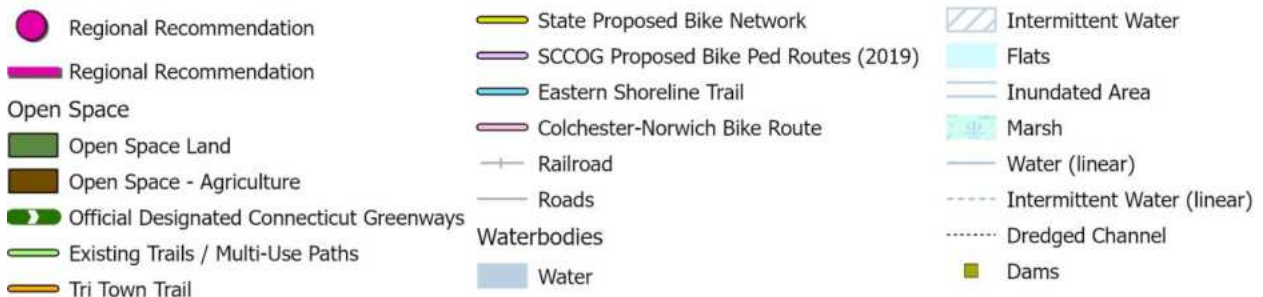 Regional Recommendation
Regional Recommendation
Open Space
Open Space Land
Open Space - Agriculture
Official Designated Connecticut Greenways
Existing Trails / Multi-Use Paths
Tri Town Trail
State Proposed Bike Network
SCCOG Proposed Bike Ped Routes (2019)
Eastern Shoreline Trail
Colchester-Norwich Bike Route
Railroad
Roads
Waterbodies
Water
Intermittent Water
Flats
Inundated Area
Marsh
Water (linear)
Intermittent Water (linear)
Dredged Channel
Dams